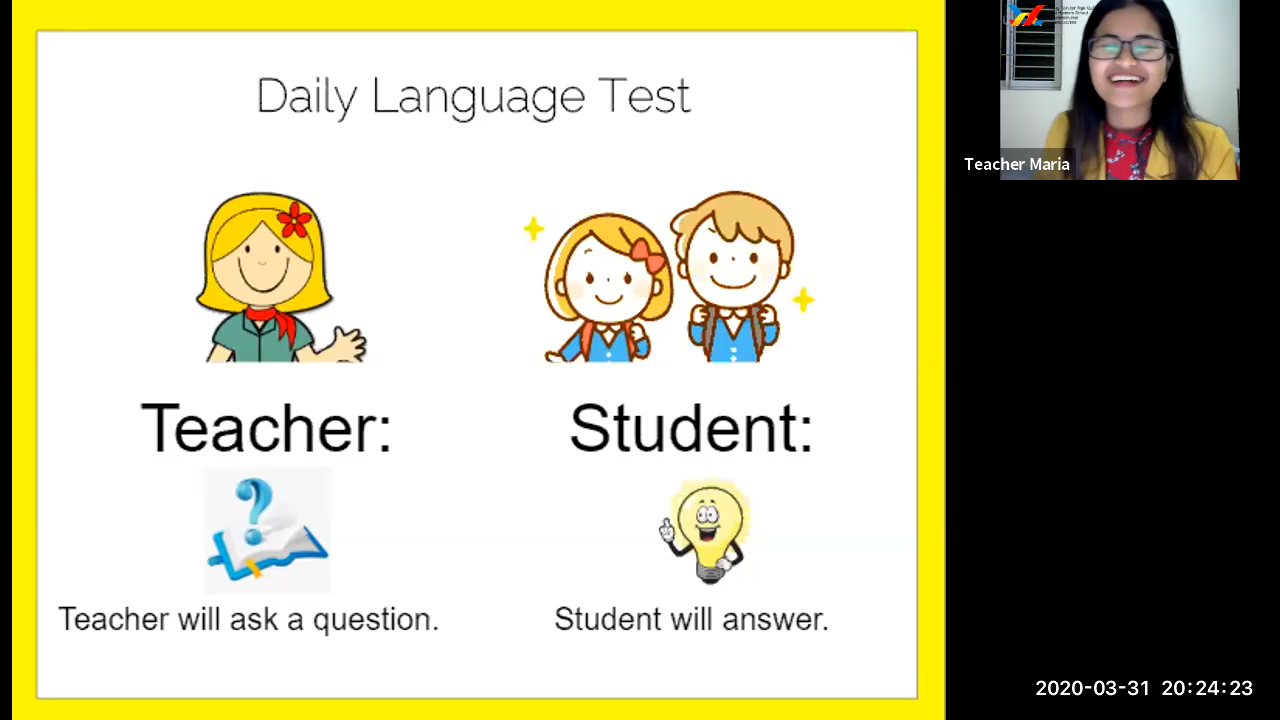 Daily Language Test
Teacher:
Student:
Teacher will ask a question.
Student will answer.
Teacher Maria
2020-03-31 20:24:23